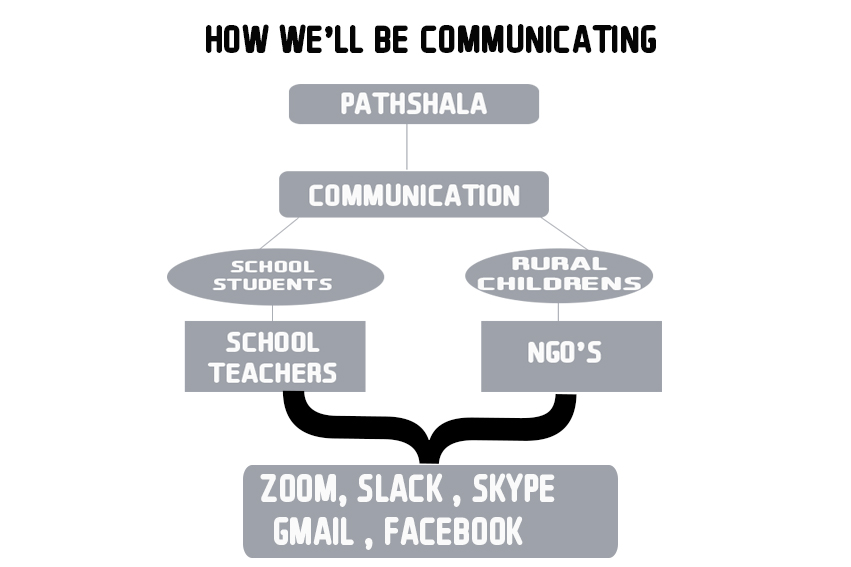 HOW WE'LL BE COMMUNICATING
PATHSHALA
COMMUNICATION
SCHOOL
STUDENTS
RURAL
CHILDRENS
SCHOOL
TEACHERS
NGO'S
ZOOM, SLACK , SKYPE
GMAIL , FACEBOOK